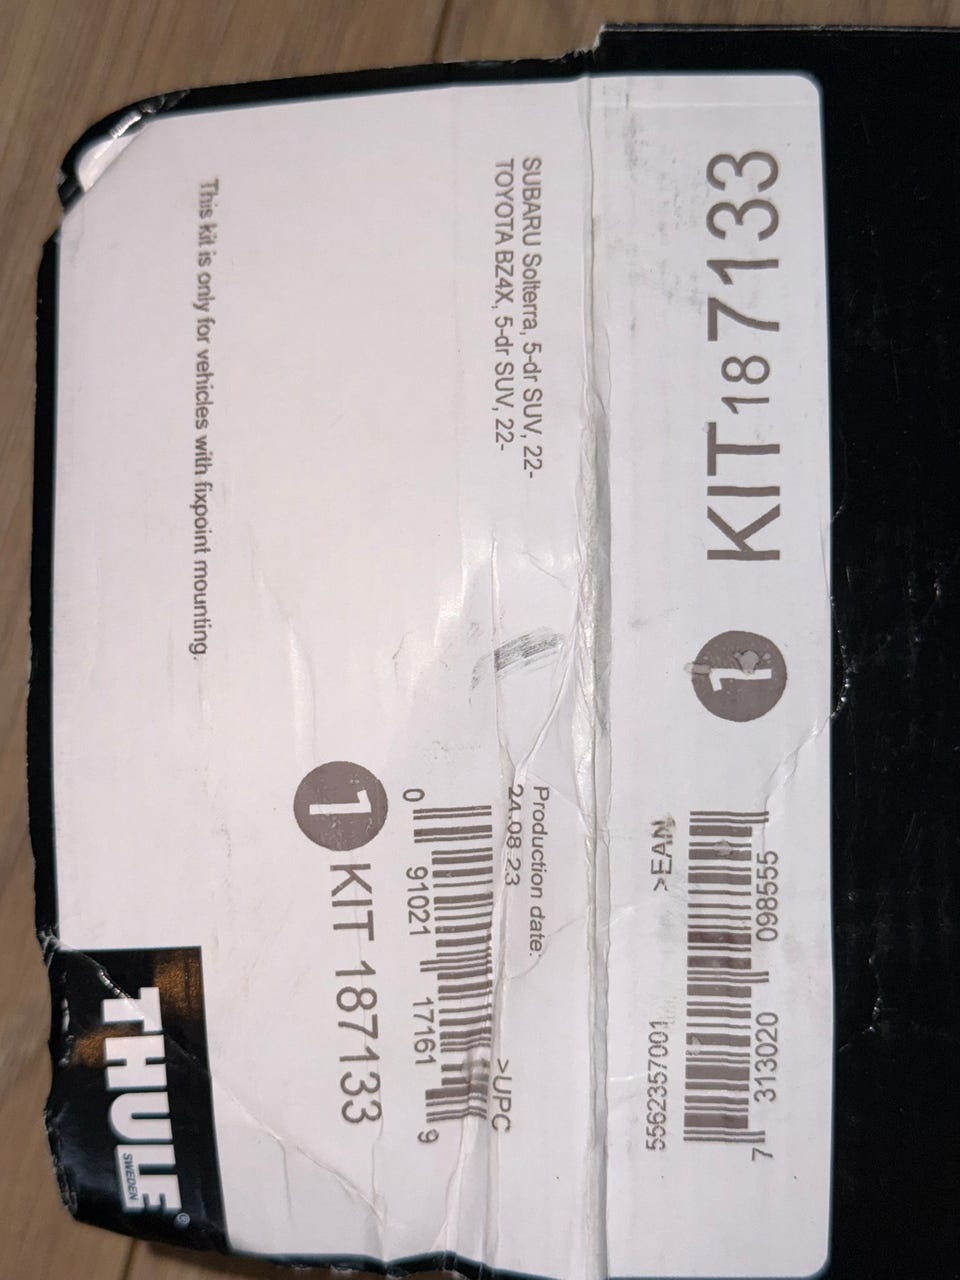 KIT 187133 1
>EAN
7 313020 098555
5562357001
SUBARU Solterra, 5-dr SUV, 22-
TOYOTA BZ4X, 5-dr SUV, 22-
Production date:
24.08.23
>UPC
0 91021 17161 9
1 KIT 187133
This kit is only for vehicles with fixpoint mounting.
THULE®
SWEDEN